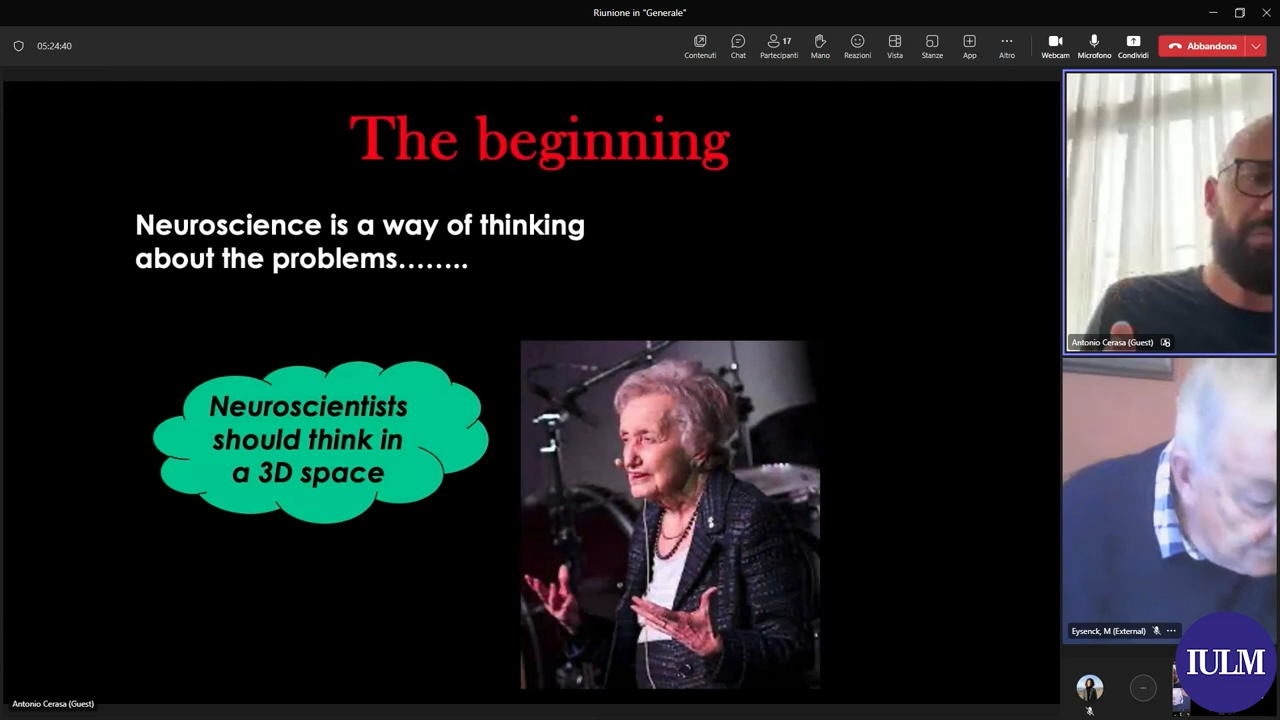 Riunione in "Generale"
05:24:40
Contenuti
Chat
17
Partecipanti
Mano
Reazioni
Vista
Stanze
App
Altro
Webcam
Microfono
Condividi
Abbandona
The beginning
Neuroscience is a way of thinking
about the problems........
Neuroscientists
should think in
a 3D space
Antonio Cerasa (Guest)
Eysenck, M (External)
IULM
Antonio Cerasa (Guest)